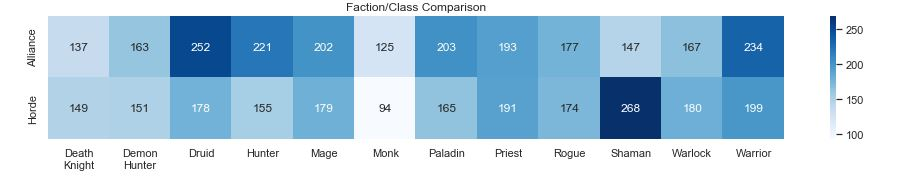 Faction/Class Comparison
Alliance 137 163 252 221 202 125 203 193 177 147 167 234
Horde 149 151 178 155 179 94 165 191 174 268 180 199
Death Knight Demon Hunter Druid Hunter Mage Monk Paladin Priest Rogue Shaman Warlock Warrior
250
200
150
100